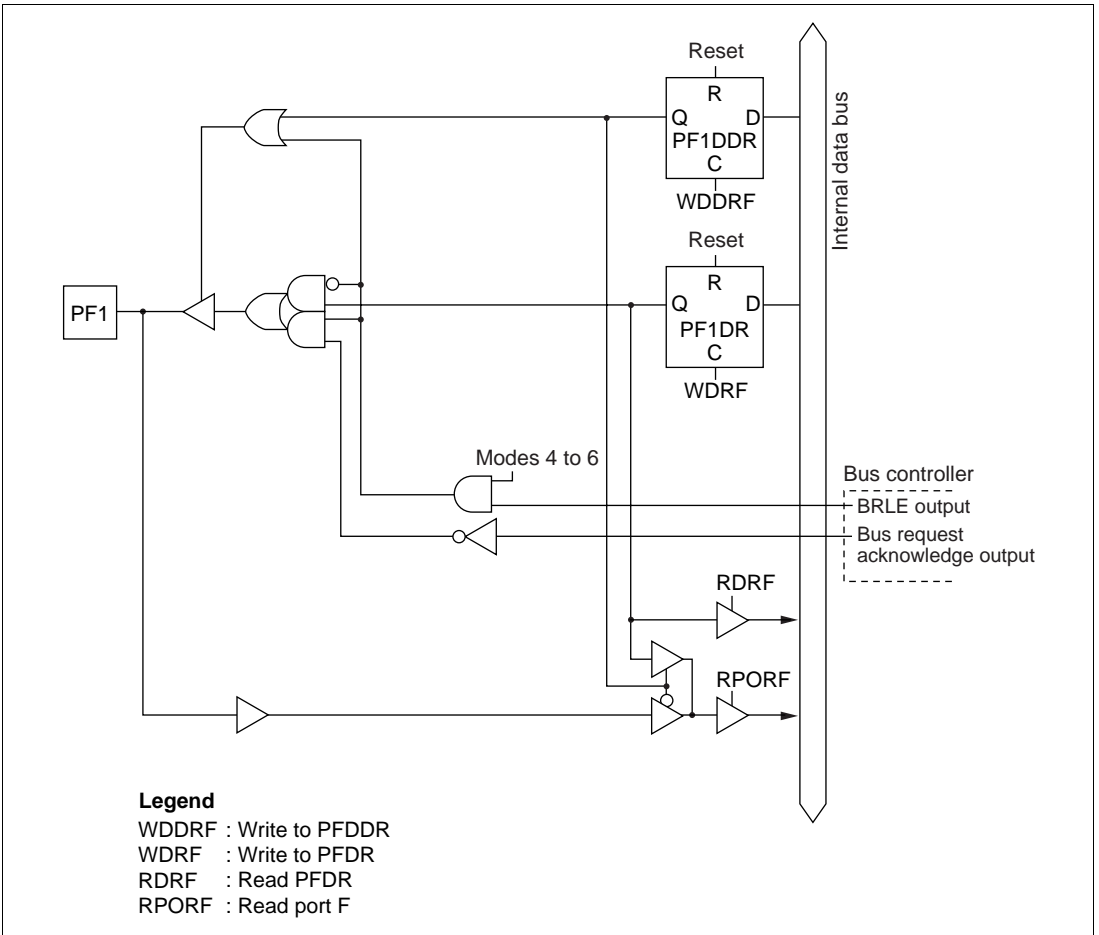 Reset
R
Q D
PF1DDR
C
WDDRF
Internal data bus
Reset
R
Q D
PF1DR
C
WDRF
PF1
Modes 4 to 6
Bus controller
BRLE output
Bus request
acknowledge output
RDRF
RPORF
Legend
WDDRF : Write to PFDDR
WDRF : Write to PFDR
RDRF : Read PFDR
RPORF : Read port F